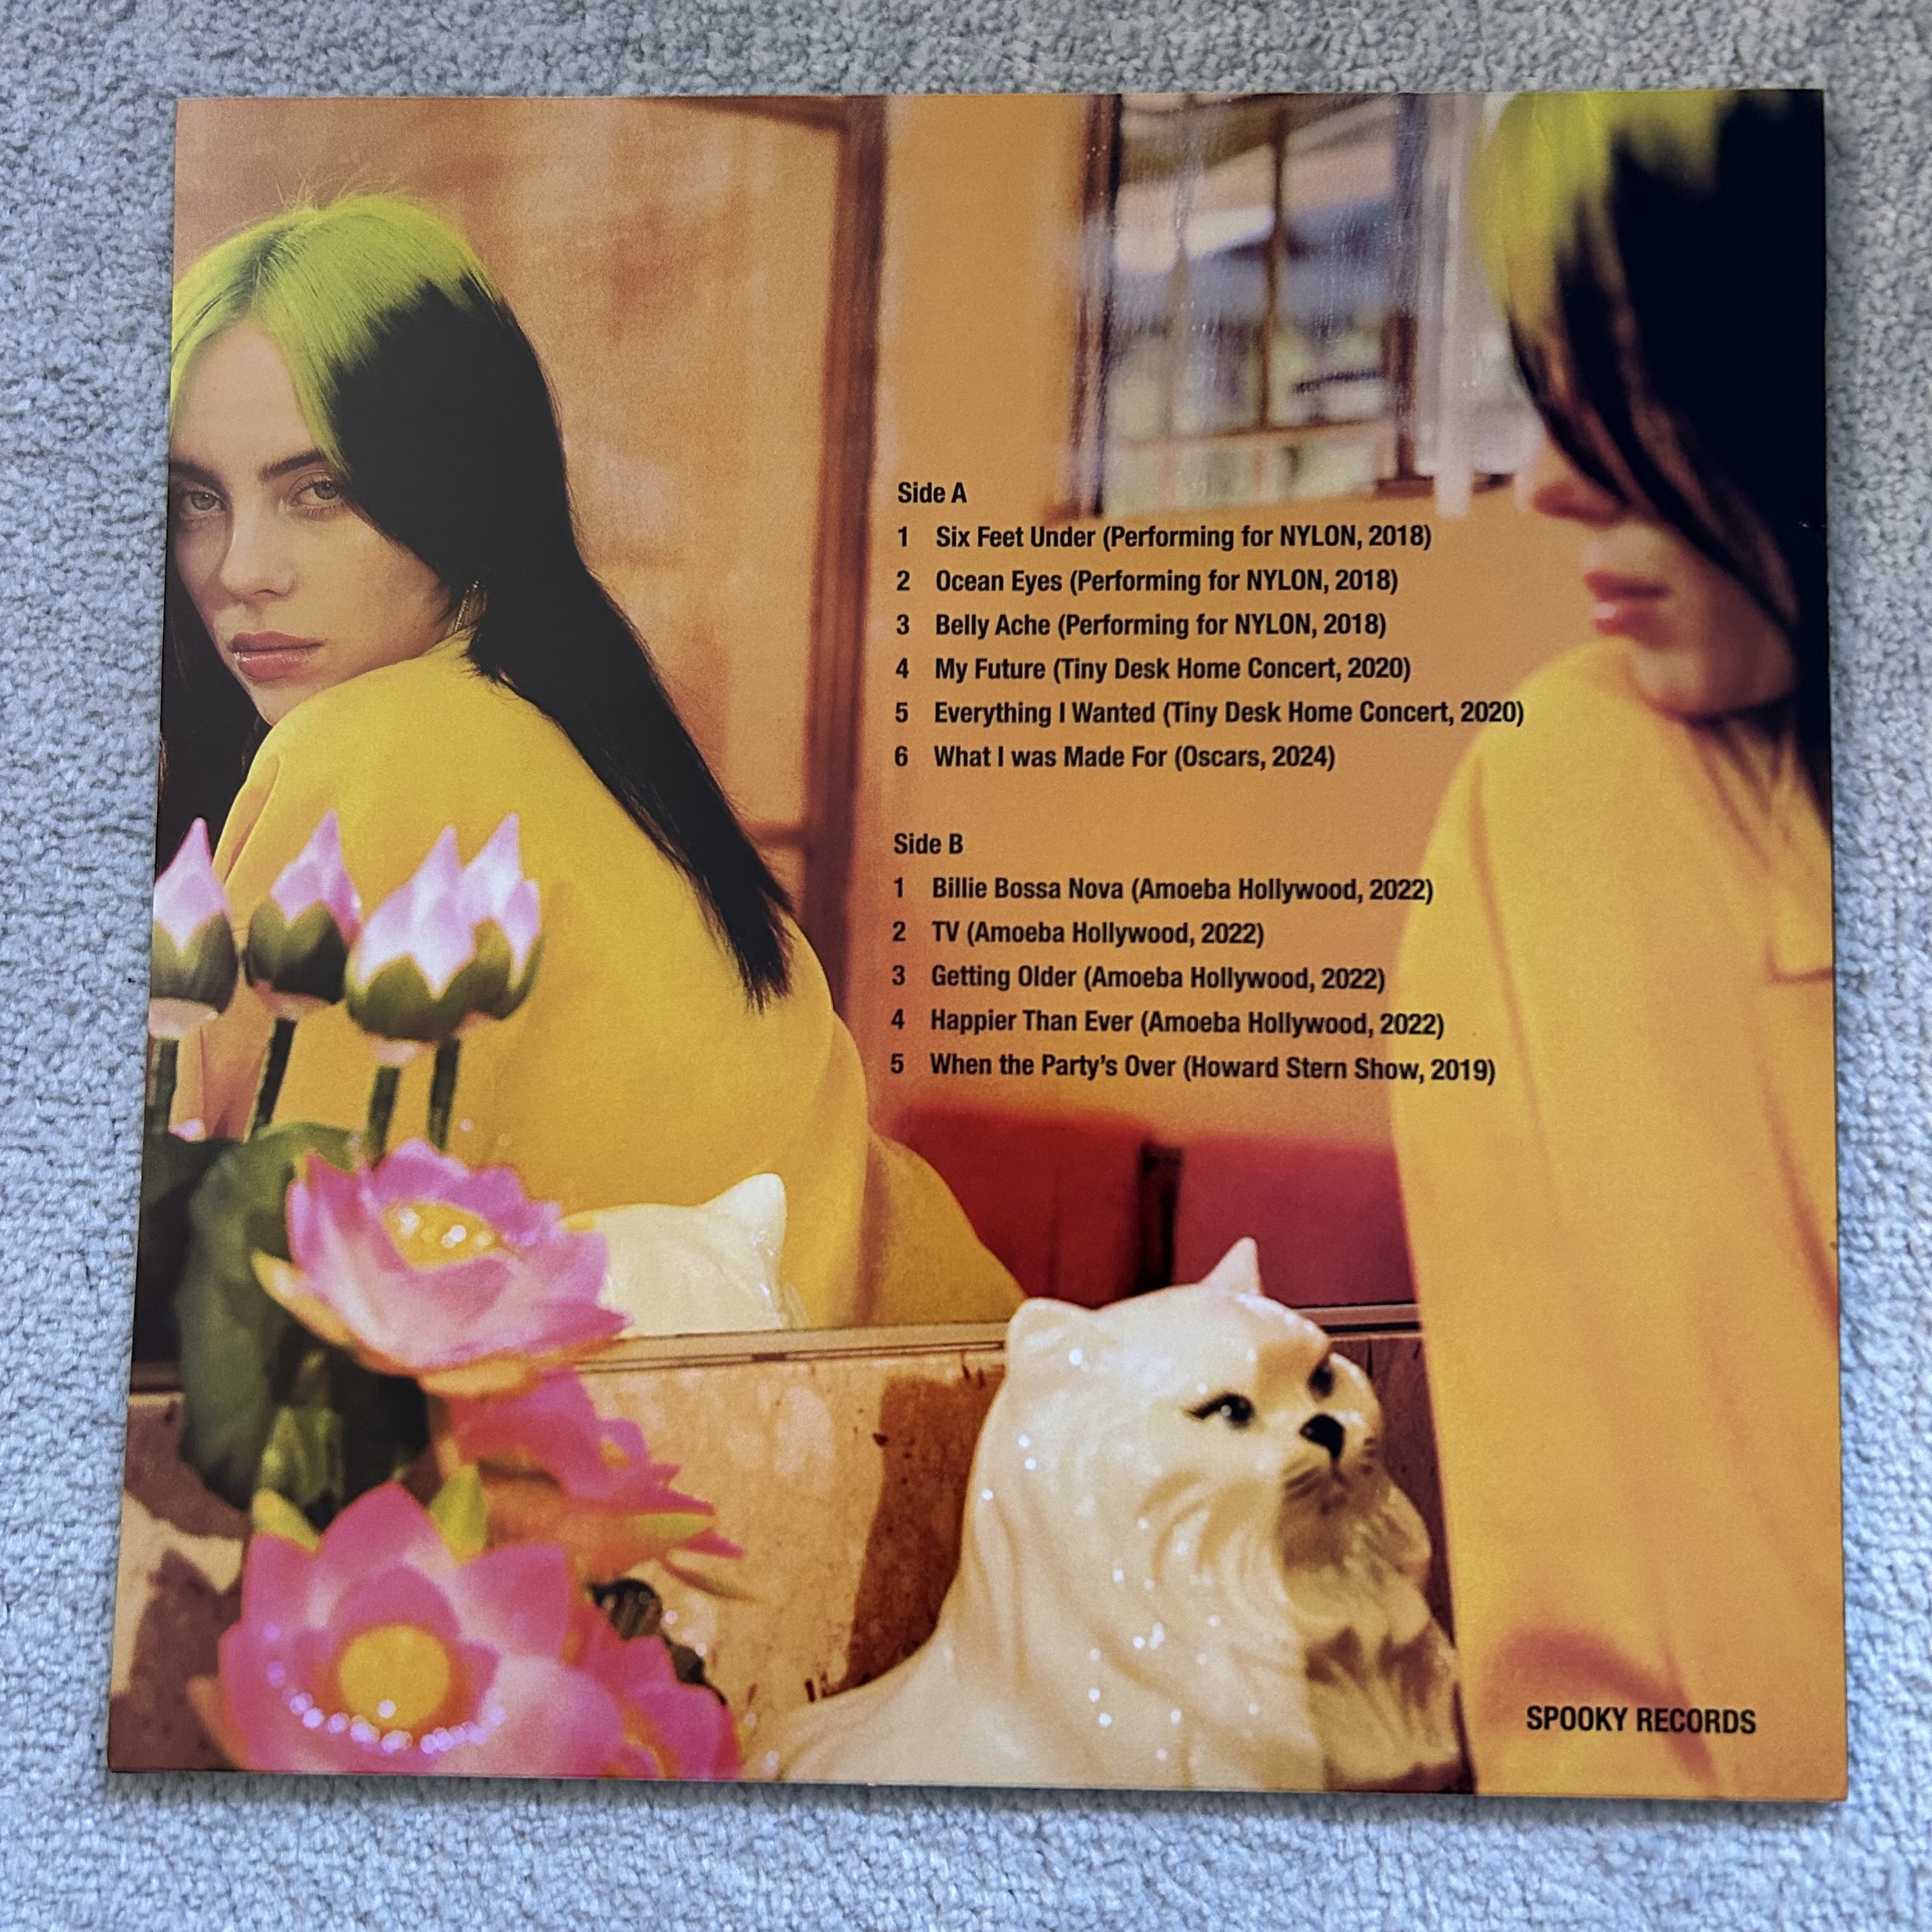 Side A
1 Six Feet Under (Performing for NYLON, 2018)
2 Ocean Eyes (Performing for NYLON, 2018)
3 Belly Ache (Performing for NYLON, 2018)
4 My Future (Tiny Desk Home Concert, 2020)
5 Everything I Wanted (Tiny Desk Home Concert, 2020)
6 What I was Made For (Oscars, 2024)
Side B
1 Billie Bossa Nova (Amoeba Hollywood, 2022)
2 TV (Amoeba Hollywood, 2022)
3 Getting Older (Amoeba Hollywood, 2022)
4 Happier Than Ever (Amoeba Hollywood, 2022)
5 When the Party’s Over (Howard Stern Show, 2019)
SPOOKY RECORDS